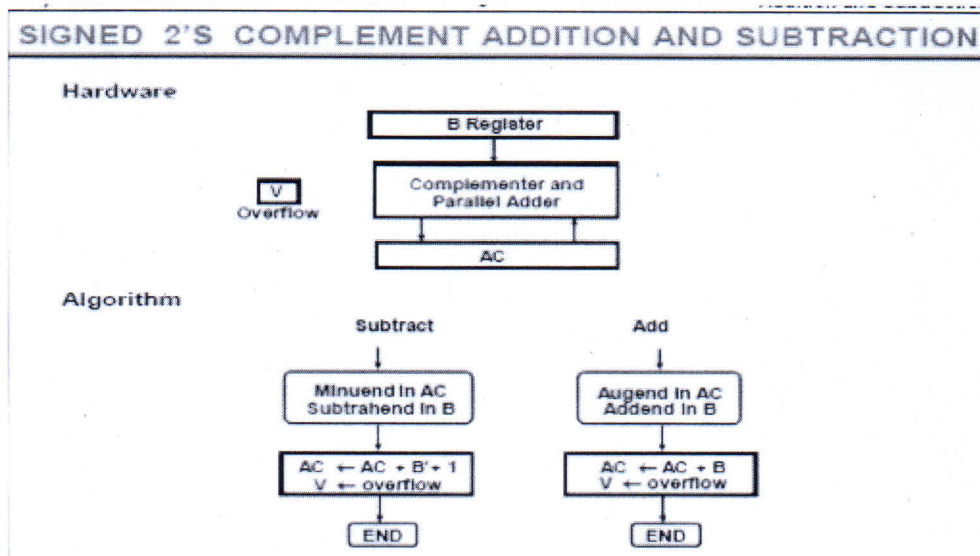 SIGNED 2'S COMPLEMENT ADDITION AND SUBTRACTION
Hardware
B Register
V
Overflow
Complementer and
Parallel Adder
AC
Algorithm
Subtract
Add
Minuend in AC
Subtrahend in B
Augend in AC
Addend in B
AC ← AC + B' + 1
V ← overflow
AC ← AC + B
V ← overflow
END
END